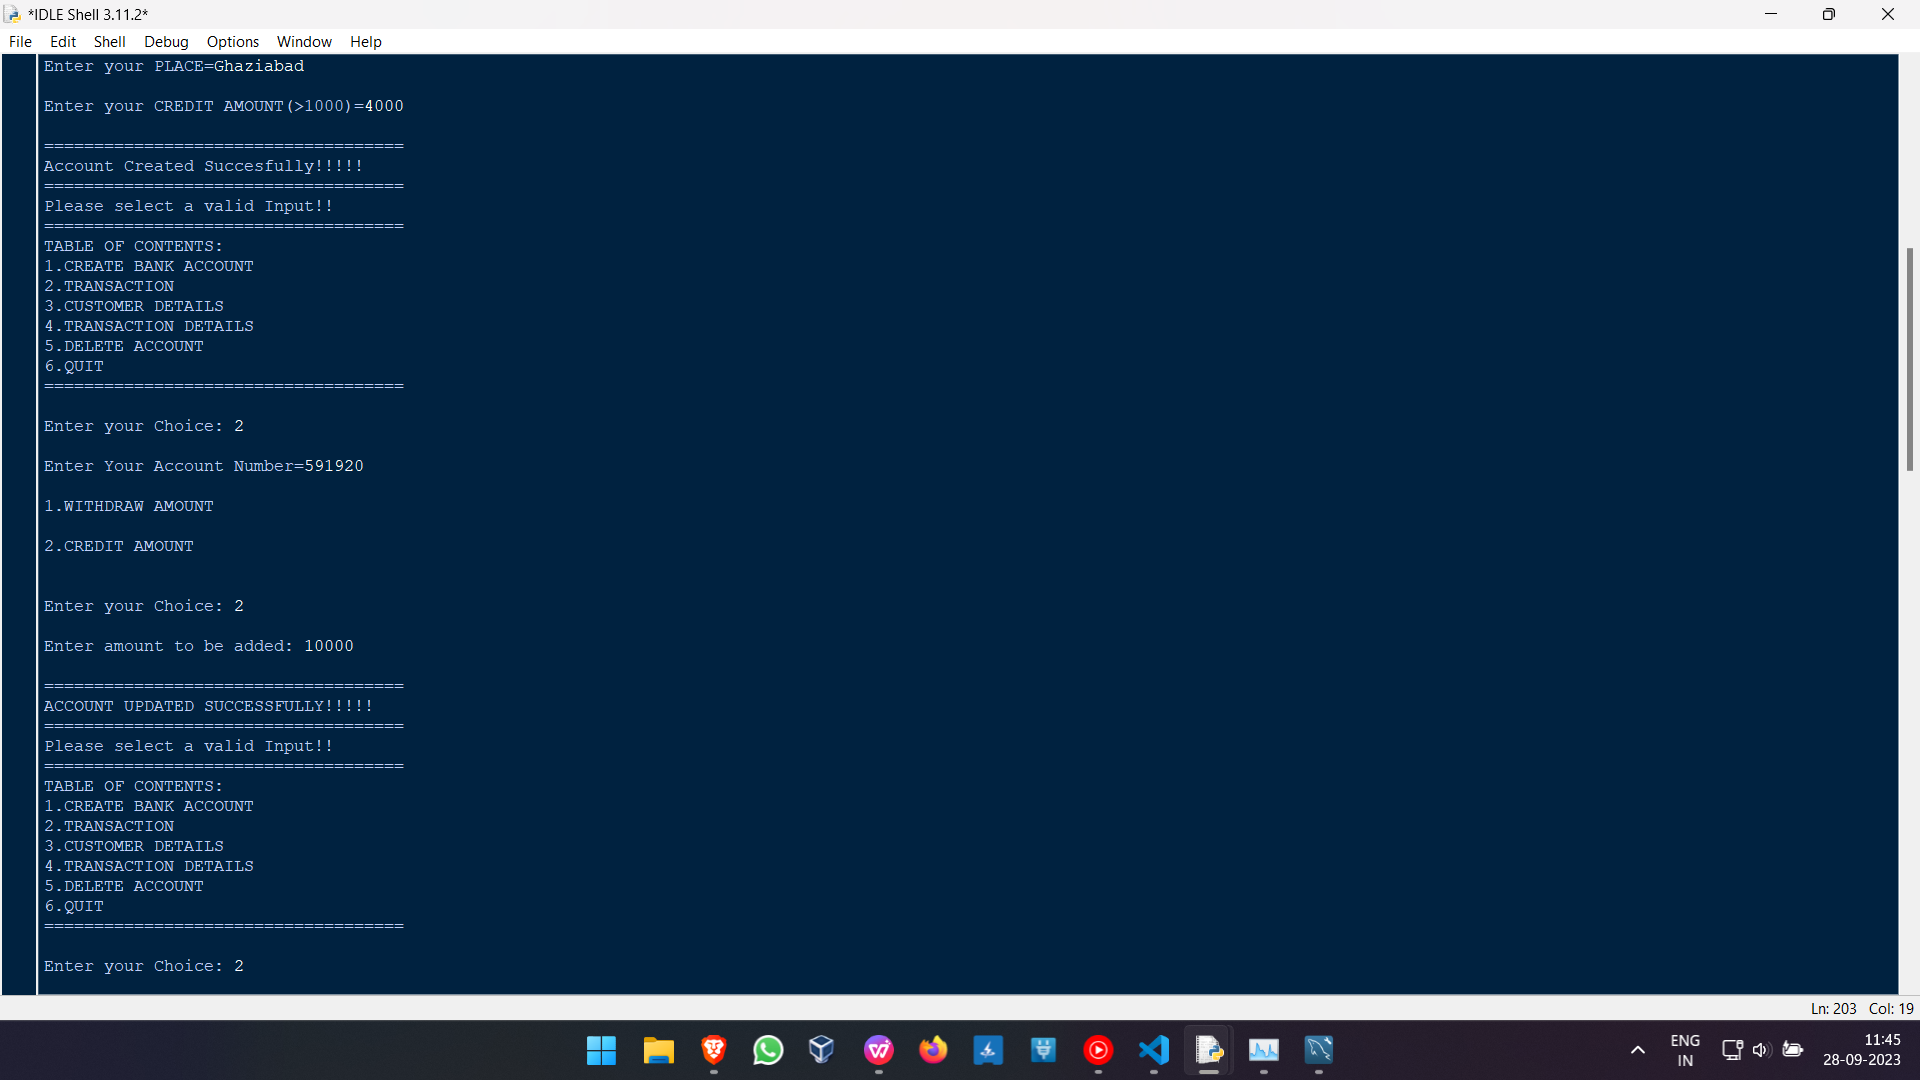 *IDLE Shell 3.11.2*
File Edit Shell Debug Options Window Help
Enter your PLACE=Ghaziabad
Enter your CREDIT AMOUNT(>1000)=4000
====================================
Account Created Succesfully!!!!!
====================================
Please select a valid Input!!
====================================
TABLE OF CONTENTS:
1.CREATE BANK ACCOUNT
2.TRANSACTION
3.CUSTOMER DETAILS
4.TRANSACTION DETAILS
5.DELETE ACCOUNT
6.QUIT
====================================
Enter your Choice: 2
Enter Your Account Number=591920
1.WITHDRAW AMOUNT
2.CREDIT AMOUNT
Enter your Choice: 2
Enter amount to be added: 10000
====================================
ACCOUNT UPDATED SUCCESSFULLY!!!!!
====================================
Please select a valid Input!!
====================================
TABLE OF CONTENTS:
1.CREATE BANK ACCOUNT
2.TRANSACTION
3.CUSTOMER DETAILS
4.TRANSACTION DETAILS
5.DELETE ACCOUNT
6.QUIT
====================================
Enter your Choice: 2
Ln: 203 Col: 19
ENG
IN
11:45
28-09-2023